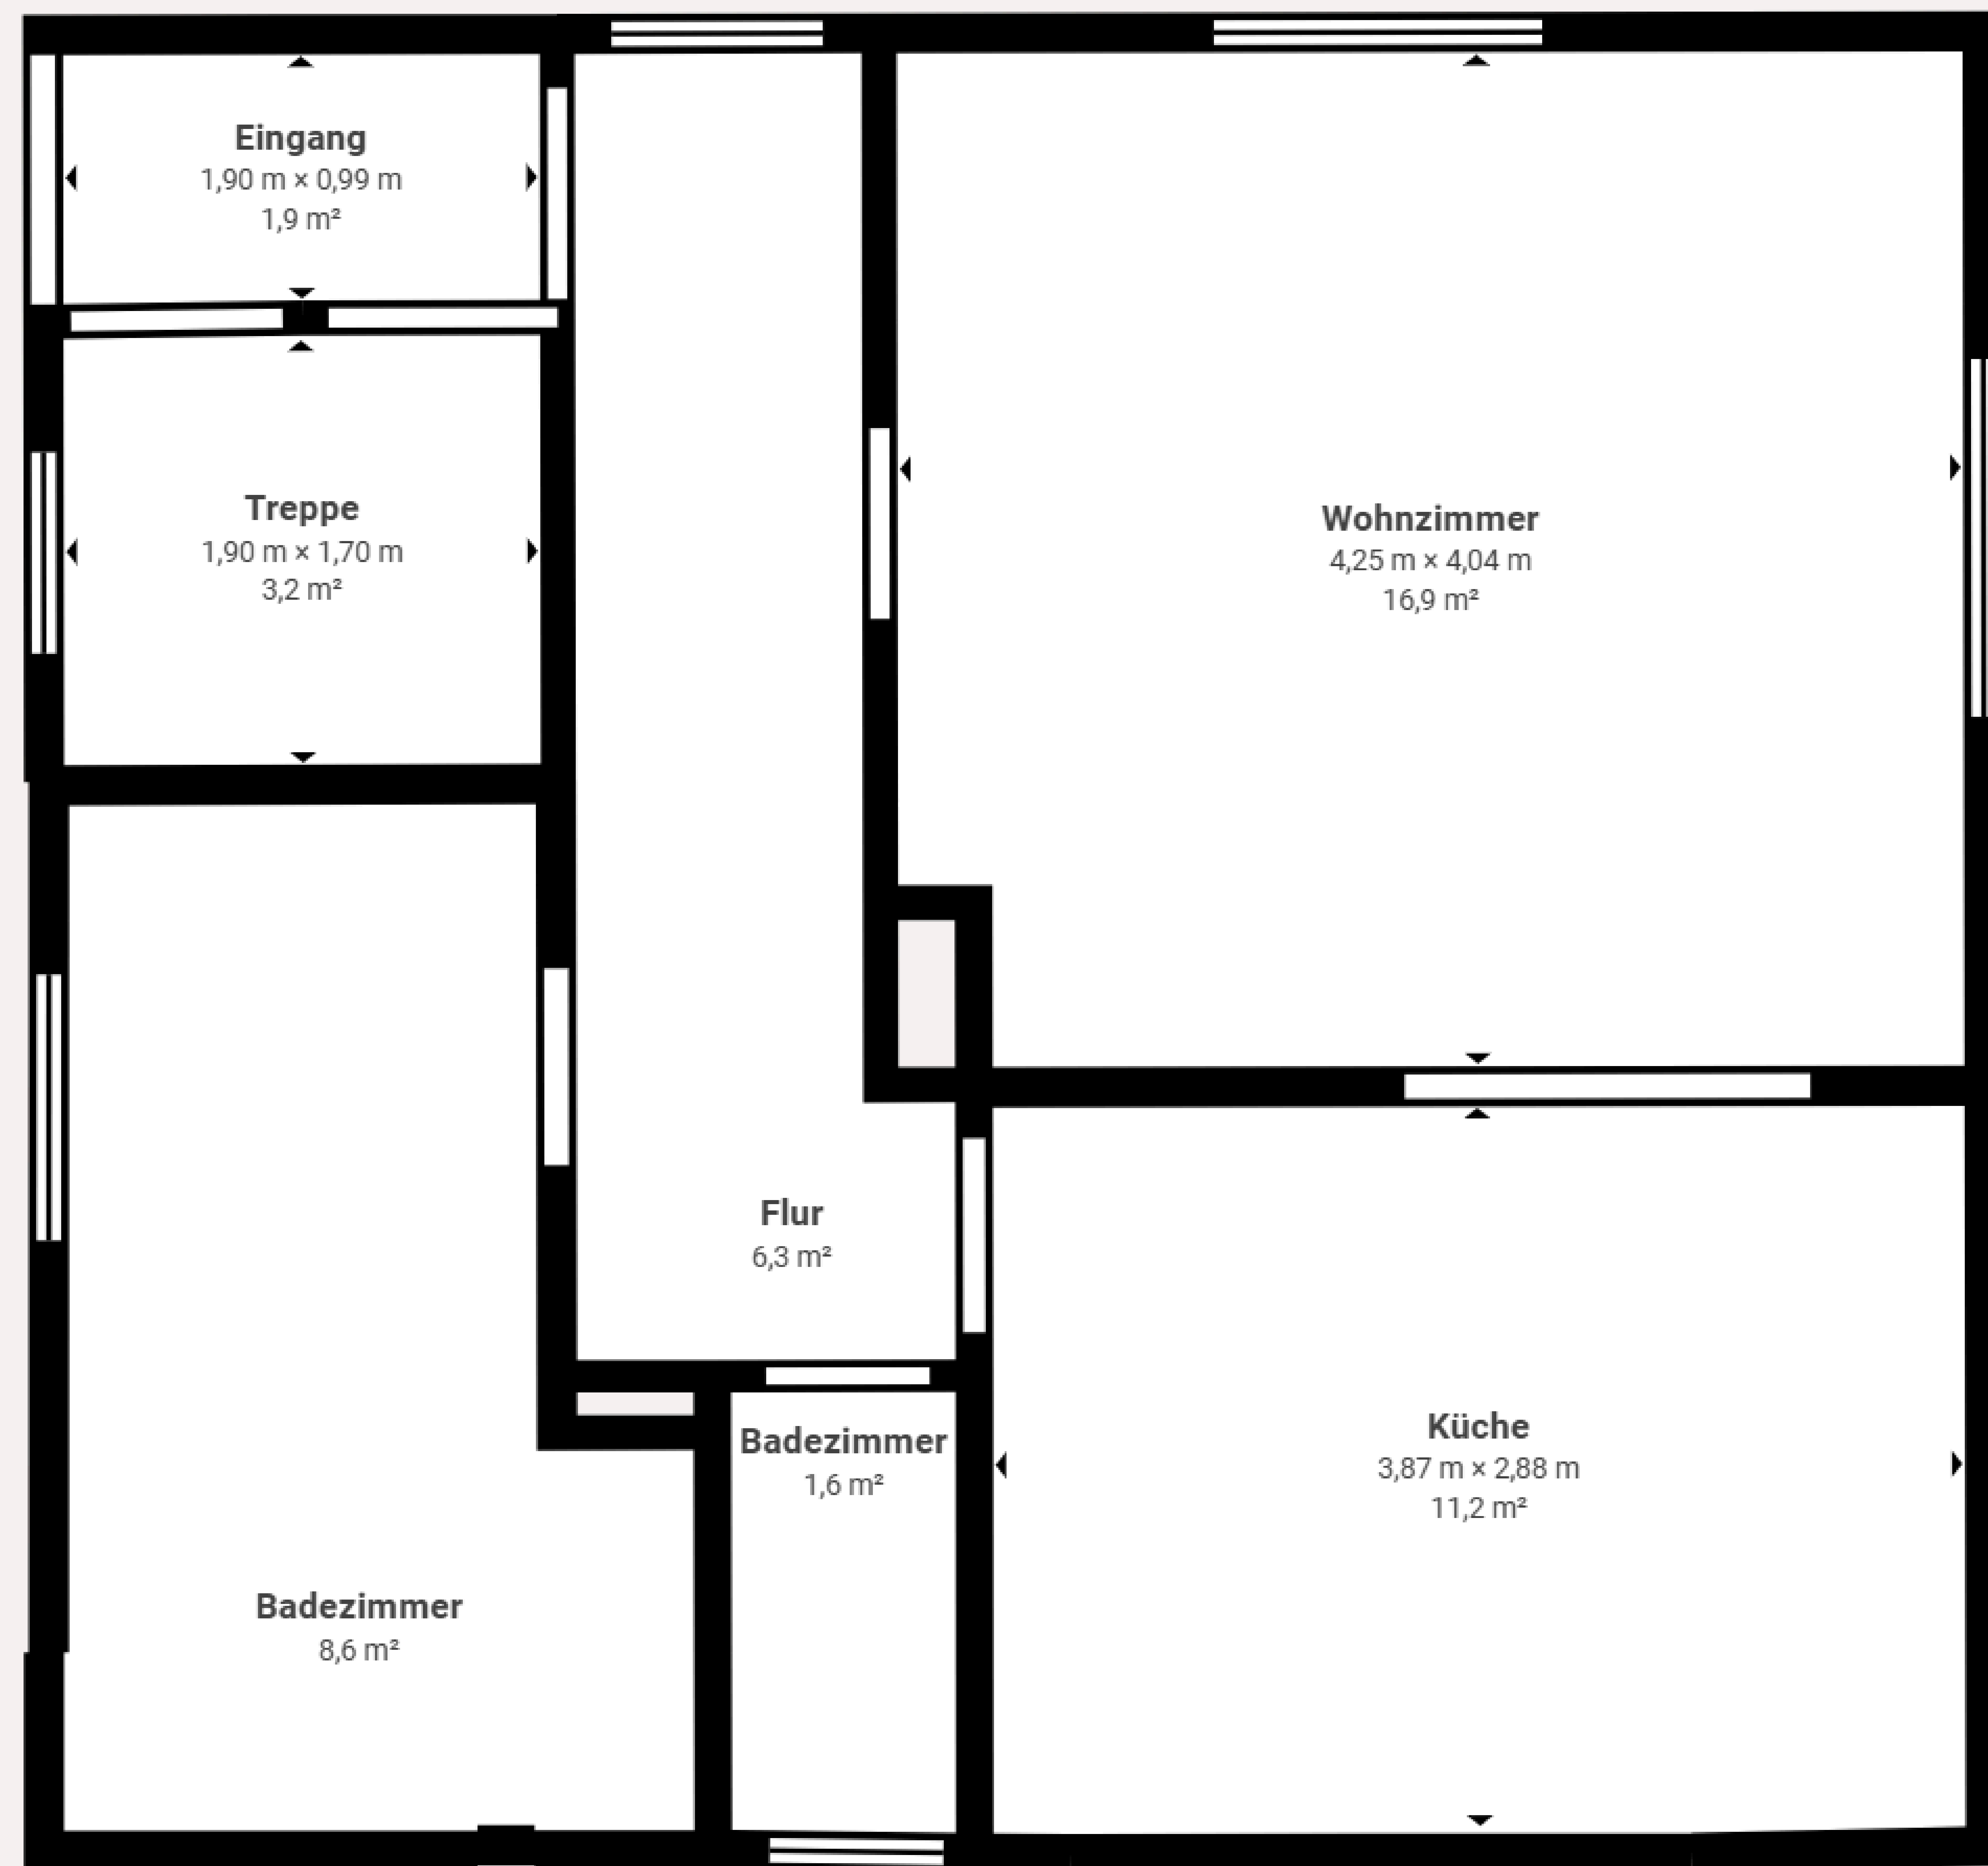 Eingang
1,90 m × 0,99 m
1,9 m²
Treppe
1,90 m × 1,70 m
3,2 m²
Wohnzimmer
4,25 m × 4,04 m
16,9 m²
Flur
6,3 m²
Badezimmer
1,6 m²
Küche
3,87 m × 2,88 m
11,2 m²
Badezimmer
8,6 m²